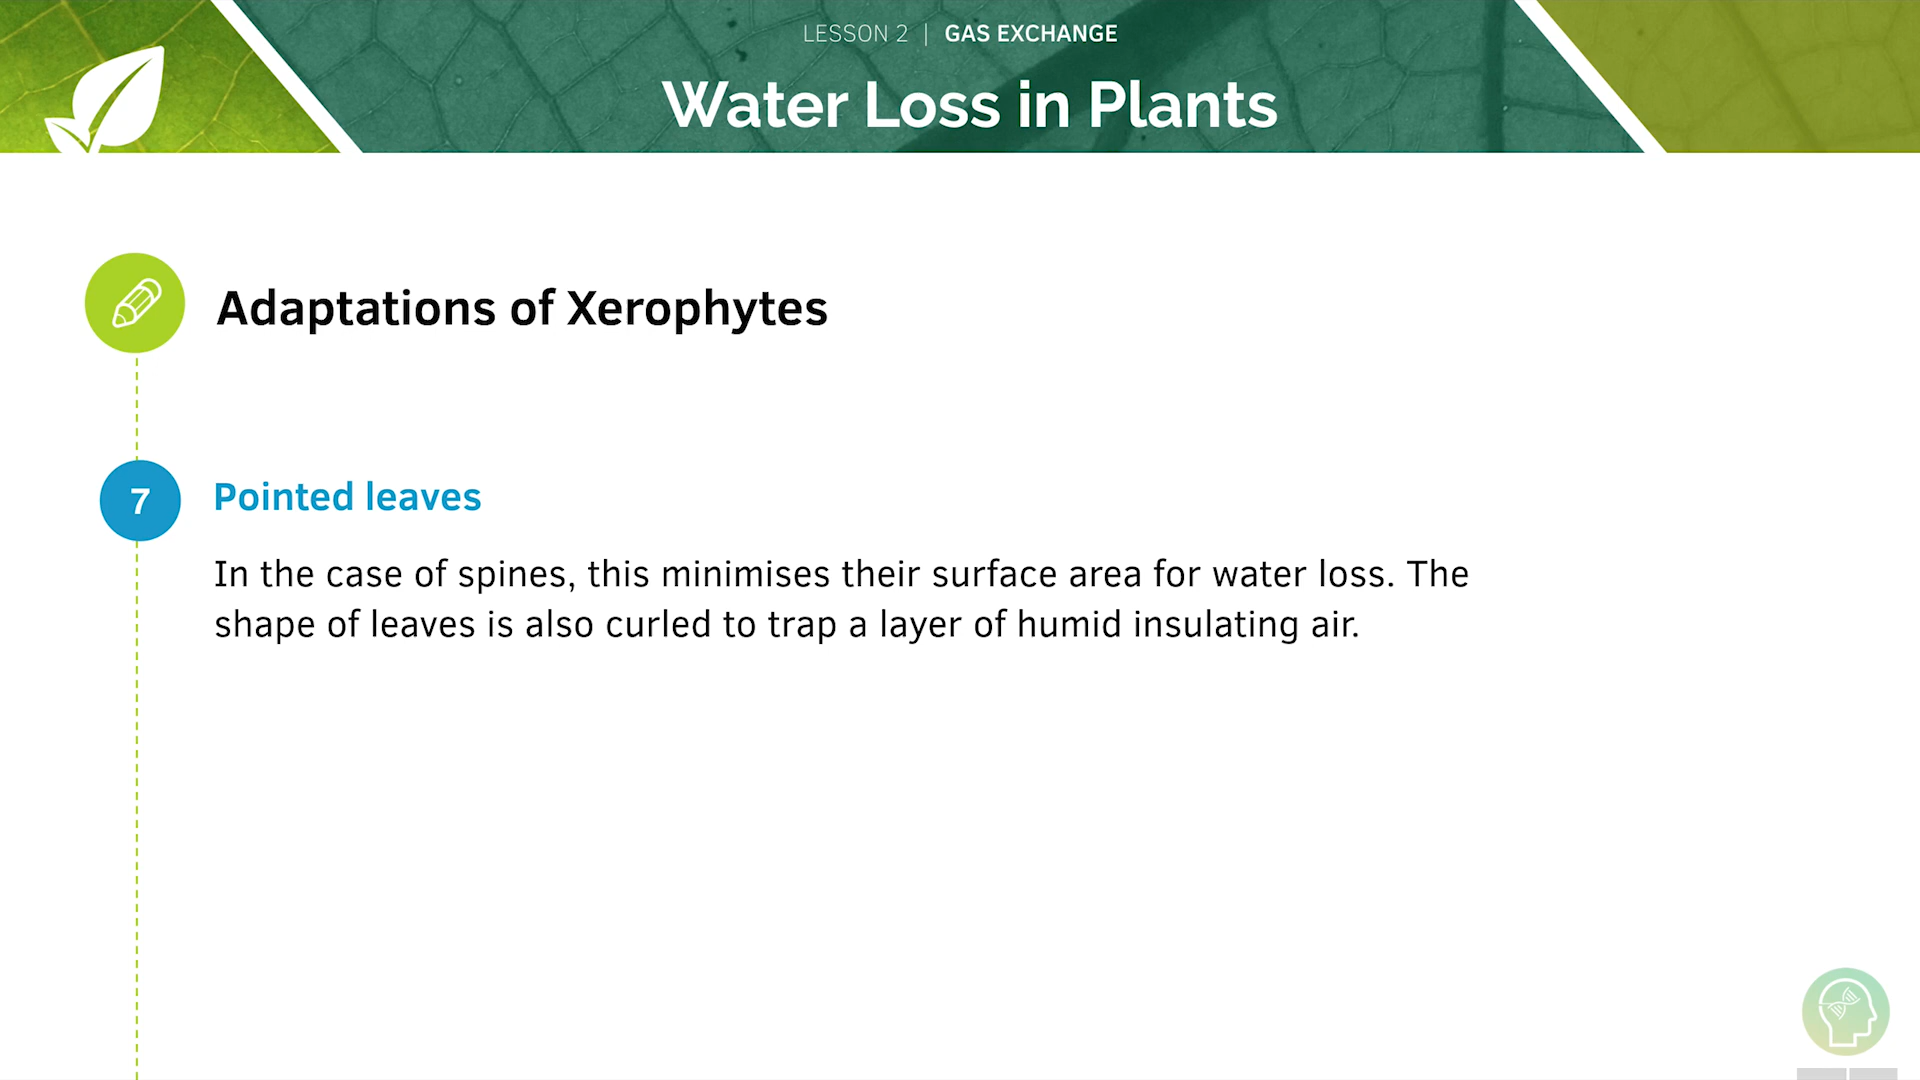 LESSON 2 | GAS EXCHANGE
Water Loss in Plants
Adaptations of Xerophytes
7
Pointed leaves
In the case of spines, this minimises their surface area for water loss. The
shape of leaves is also curled to trap a layer of humid insulating air.